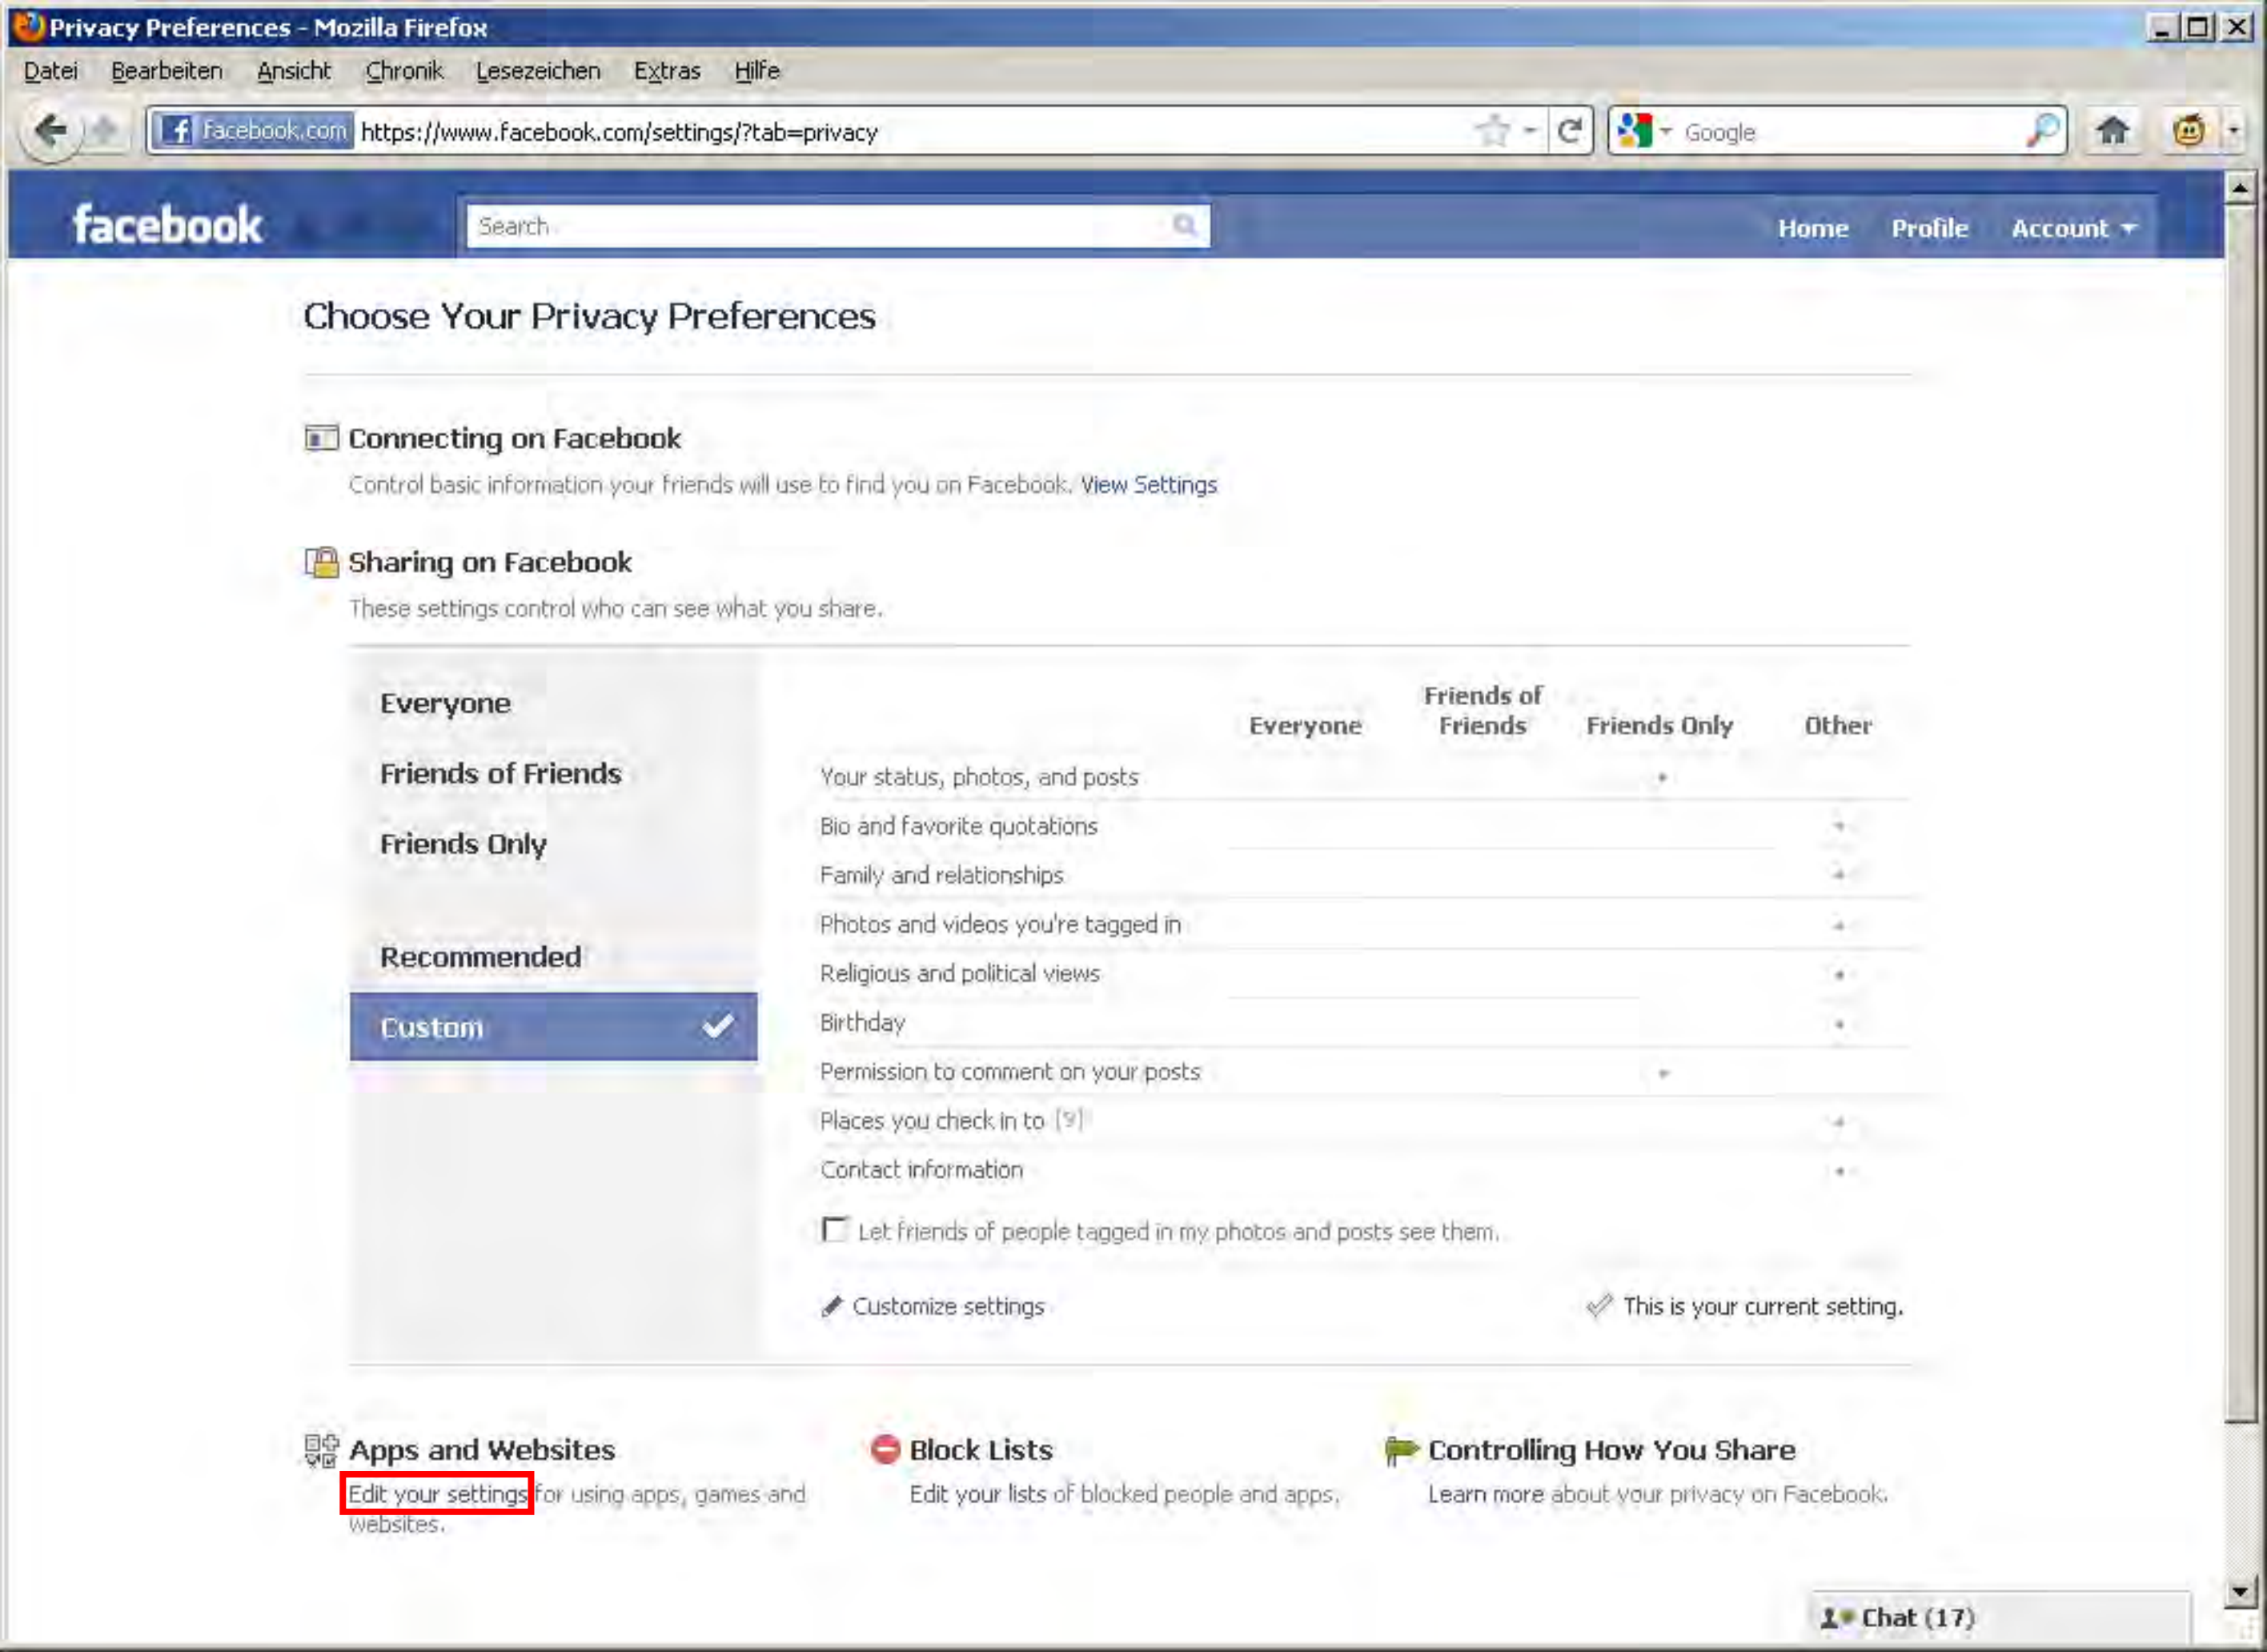 Privacy Preferences - Mozilla Firefox
Datei Bearbeiten Ansicht Chronik Lesezeichen Extras Hilfe
facebook.com https://www.facebook.com/settings/?tab=privacy Google
facebook Search Home Profile Account
Choose Your Privacy Preferences
Connecting on Facebook
Control basic information your friends will use to find you on Facebook. View Settings
Sharing on Facebook
These settings control who can see what you share.
Everyone
Friends of Friends
Friends Only
Recommended
Custom
Everyone Friends of Friends Friends Only Other
Your status, photos, and posts
Bio and favorite quotations
Family and relationships
Photos and videos you're tagged in
Religious and political views
Birthday
Permission to comment on your posts
Places you check in to [?]
Contact information
Let friends of people tagged in my photos and posts see them.
Customize settings This is your current setting.
Apps and Websites
Edit your settings for using apps, games and
websites.
Block Lists
Edit your lists of blocked people and apps.
Controlling How You Share
Learn more about your privacy on Facebook.
Chat (17)